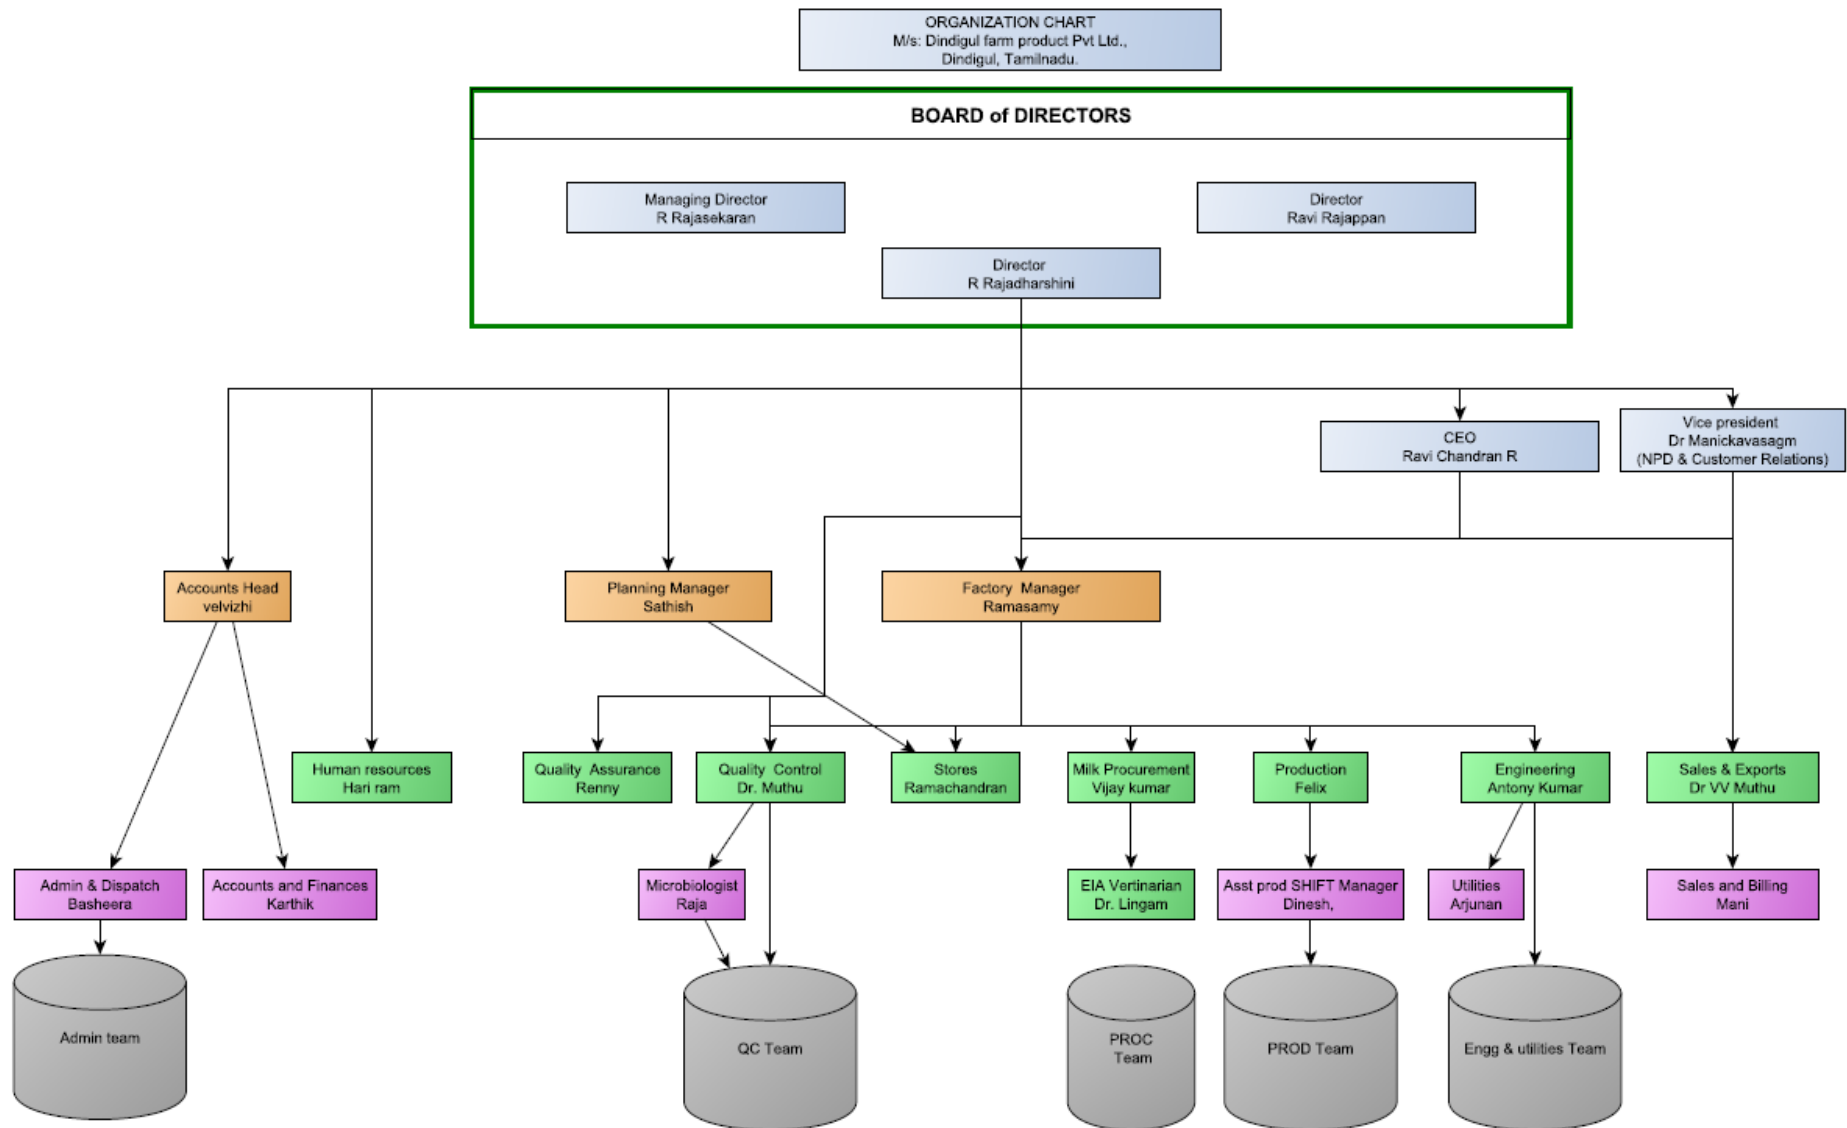 ORGANIZATION CHART
M/s: Dindigul farm product Pvt Ltd.,
Dindigul, Tamilnadu.
BOARD of DIRECTORS
Managing Director
R Rajasekaran
Director
Ravi Rajappan
Director
R Rajadharshini
CEO
Ravi Chandran R
Vice president
Dr Manickavasagm
(NPD & Customer Relations)
Accounts Head
velvizhi
Planning Manager
Sathish
Factory Manager
Ramasamy
Human resources
Hari ram
Quality Assurance
Renny
Quality Control
Dr. Muthu
Stores
Ramachandran
Milk Procurement
Vijay kumar
Production
Felix
Engineering
Antony Kumar
Sales & Exports
Dr VV Muthu
Admin & Dispatch
Basheera
Accounts and Finances
Karthik
Microbiologist
Raja
EIA Vertinarian
Dr. Lingam
Asst prod SHIFT Manager
Dinesh,
Utilities
Arjunan
Sales and Billing
Mani
Admin team
QC Team
PROC
Team
PROD Team
Engg & utilities Team